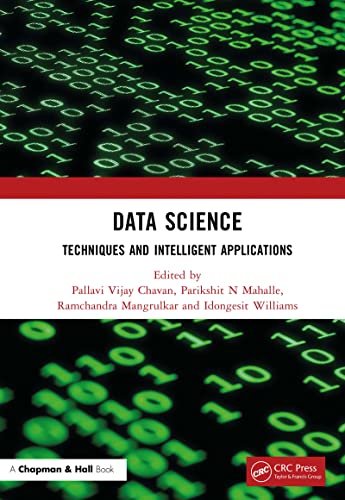 DATA SCIENCE
TECHNIQUES AND INTELLIGENT APPLICATIONS
Edited by
Pallavi Vijay Chavan, Parikshit N Mahalle,
Ramchandra Mangrulkar and Idongesit Williams
A Chapman & Hall Book
CRC
CRC Press
Taylor & Francis Group